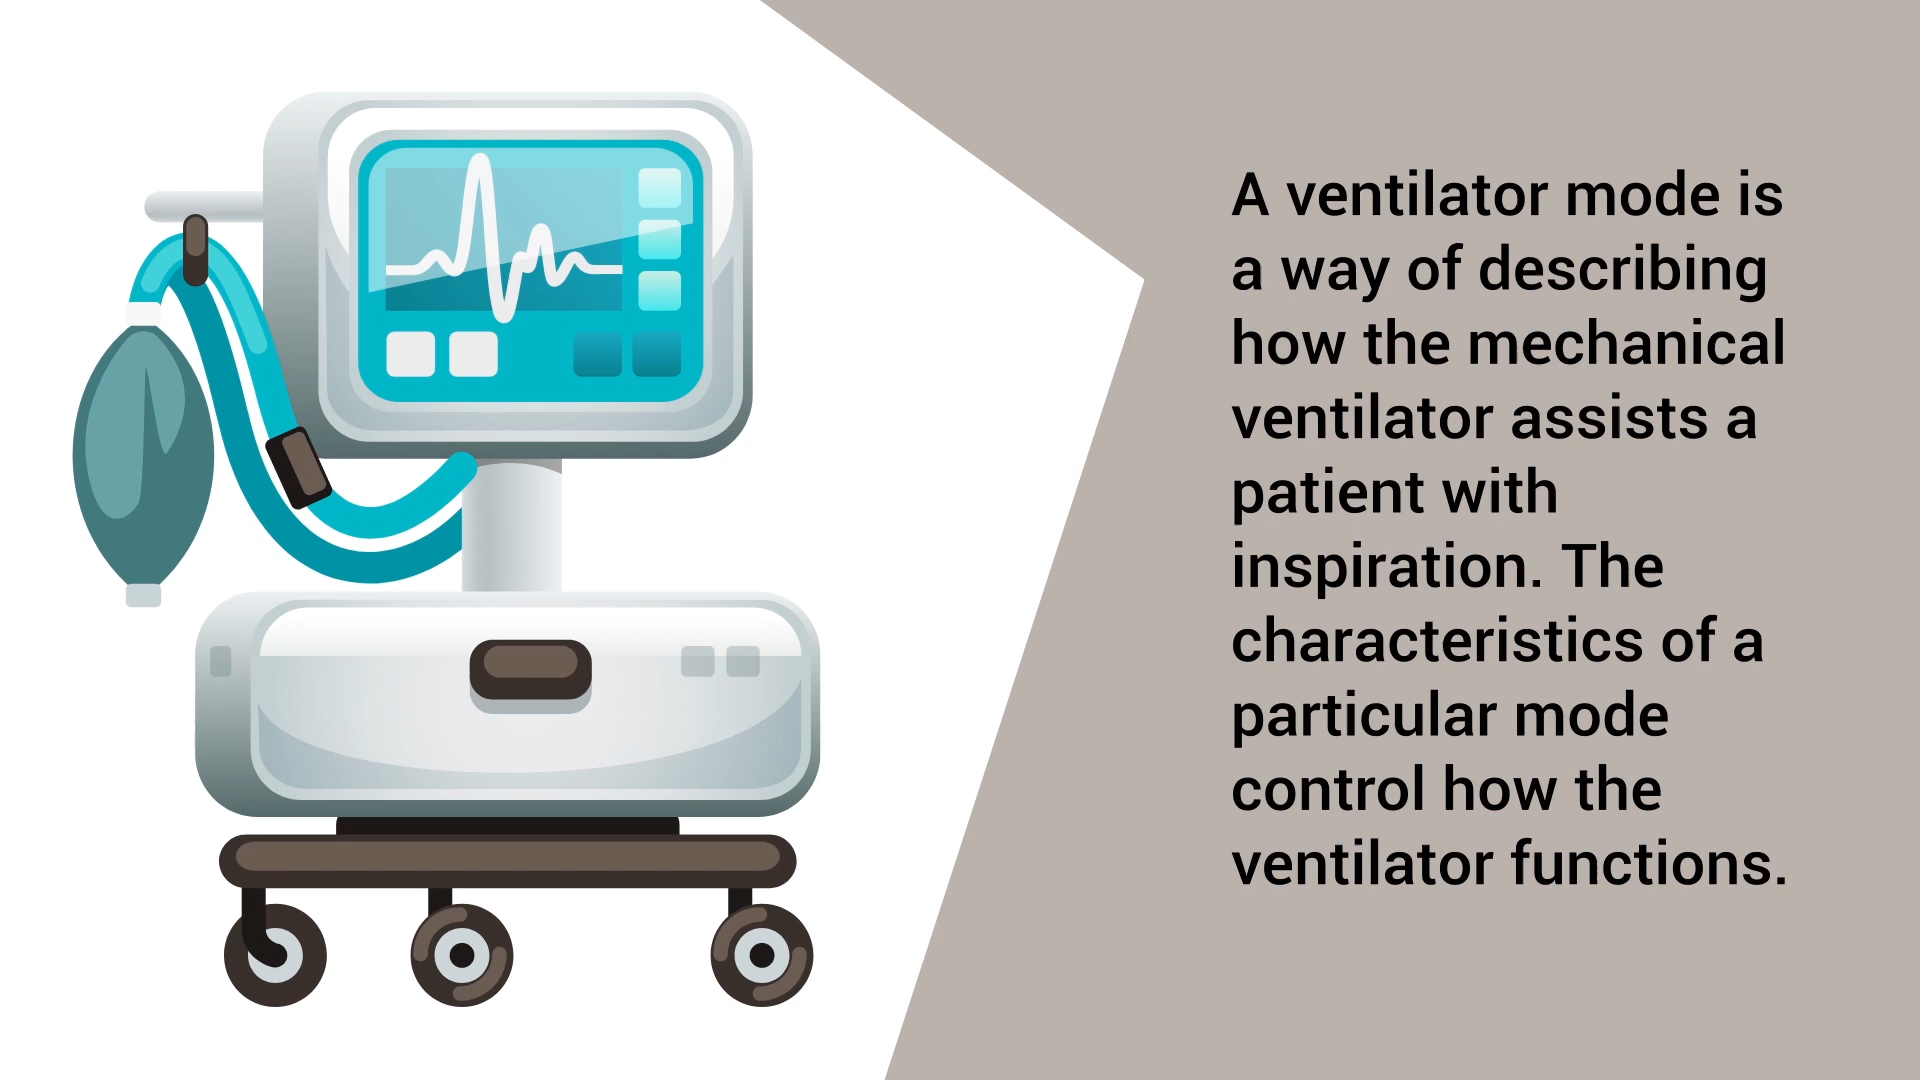 A ventilator mode is
a way of describing
how the mechanical
ventilator assists a
patient with
inspiration. The
characteristics of a
particular mode
control how the
ventilator functions.